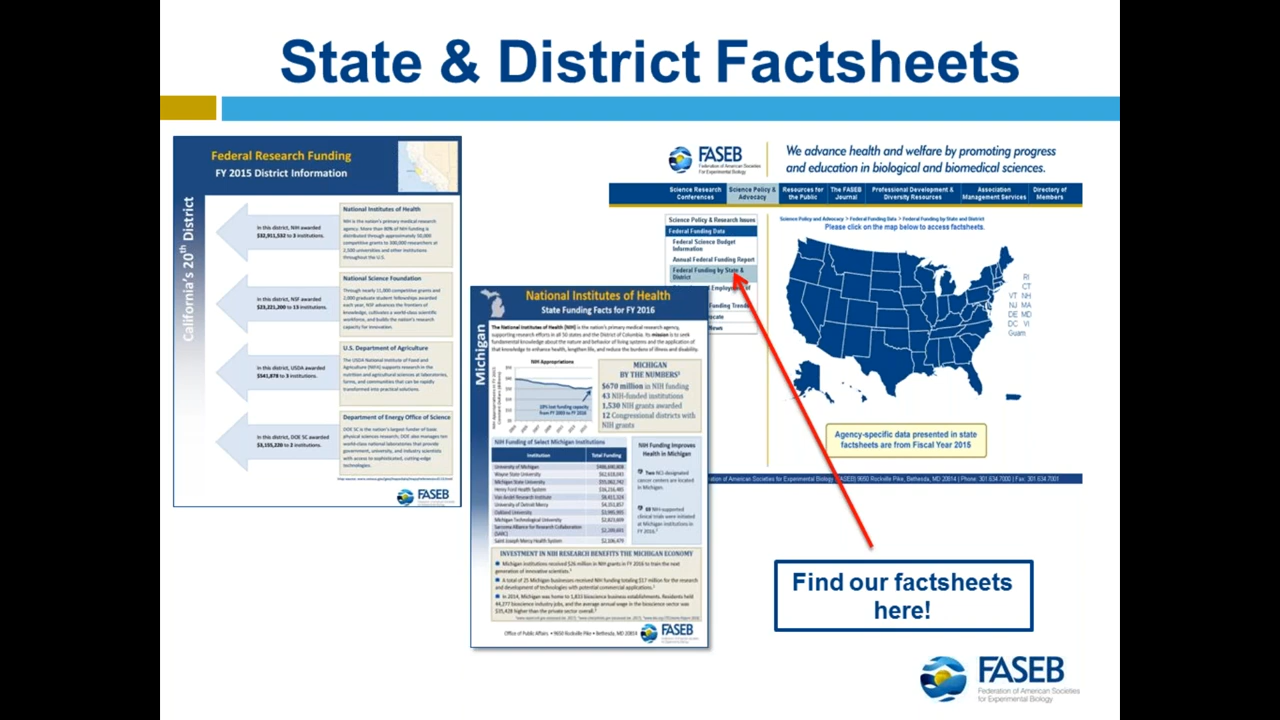 State & District Factsheets
Federal Research Funding
FY 2015 District Information
California's 20th District
In this district, NIH awarded
$32,911,532 to 3 institutions.
National Institutes of Health
NIH is the nation's primary medical research
agency. More than 80% of NIH funding is
distributed through approximately 50,000
competitive grants to 300,000 researchers at
2,500 universities and other institutions
throughout the U.S.
In this district, NSF awarded
$23,221,200 to 13 institutions.
National Science Foundation
Through nearly 11,000 competitive grants and
2,000 graduate student fellowships awarded
each year, NSF advances the frontiers of
knowledge, cultivates a world-class scientific
workforce, and builds the nation's research
capacity for innovation.
In this district, USDA awarded
$541,878 to 3 institutions.
U.S. Department of Agriculture
The USDA National Institute of Food and
Agriculture (NIFA) supports research in the
nutrition and agricultural sciences at laboratories,
farms, and communities that can be rapidly
transformed into practical solutions.
In this district, DOE SC awarded
$3,155,220 to 2 institutions.
Department of Energy Office of Science
DOE SC is the nation's largest funder of basic
physical sciences research. DOE also manages ten
world-class national laboratories that provide
government, university, and industry scientists
with access to sophisticated, cutting-edge
technologies.
FASEB
Michigan
National Institutes of Health
State Funding Facts for FY 2016
The National Institutes of Health (NIH) is the nation's primary medical research agency,
supporting research efforts in all 50 states and the District of Columbia. Its mission is to seek
fundamental knowledge about the nature and behavior of living systems and the application of
that knowledge to enhance health, lengthen life, and reduce the burdens of illness and disability.
NIH Appropriations
MICHIGAN
BY THE NUMBERS¹
$670 million in NIH funding
43 NIH-funded institutions
1,530 NIH grants awarded
12 Congressional districts with
NIH grants
NIH Funding of Select Michigan Institutions
Institution Total Funding
University of Michigan
Wayne State University
Michigan State University
Henry Ford Health System
Van Andel Research Institute
University of Detroit Mercy
Oakland University
Michigan Technological University
Sarcoma Alliance for Research Collaboration
(SARC)
Saint Joseph Mercy Health System
NIH Funding Improves
Health in Michigan
Two NCI-designated
cancer centers are located
in Michigan.
NIH-supported
clinical trials were initiated
at Michigan institutions in
FY 2016.
INVESTMENT IN NIH RESEARCH BENEFITS THE MICHIGAN ECONOMY
Michigan institutions received $26 million in NIH grants in FY 2016 to train the next
generation of innovative scientists.
A total of 25 Michigan businesses received NIH funding totaling $17 million for the research
and development of technologies with potential commercial applications.
In 2014, Michigan was home to 1,833 bioscience business establishments. Residents held
44,277 bioscience industry jobs, and the average annual wage in the bioscience sector was
$35,428 higher than the private sector overall.
Office of Public Affairs • 9650 Rockville Pike • Bethesda, MD 20814
FASEB
FASEB
Federation of American Societies
For Experimental Biology
We advance health and welfare by promoting progress
and education in biological and biomedical sciences.
Science Research
Conferences
Science Policy &
Advocacy
Resources for
the Public
The FASEB
Journal
Professional Development &
Diversity Resources
Association
Management Services
Directory of
Members
Science Policy & Research Issues
Federal Funding Data
Federal Science Budget
Information
Annual Federal Funding Report
Federal Funding by State &
District
Science Policy and Advocacy > Federal Funding Data > Federal Funding by State and District
Please click on the map below to access factsheets.
RI
CT
VT NH
NJ MA
DE MD
DC VI
Guam
Agency-specific data presented in state
factsheets are from Fiscal Year 2015
of American Societies for Experimental Biology (FASEB) 9650 Rockville Pike, Bethesda, MD 20814 | Phone: 301.634.7000 | Fax: 301.634.7001
Find our factsheets
here!
FASEB
Federation of American Societies
for Experimental Biology